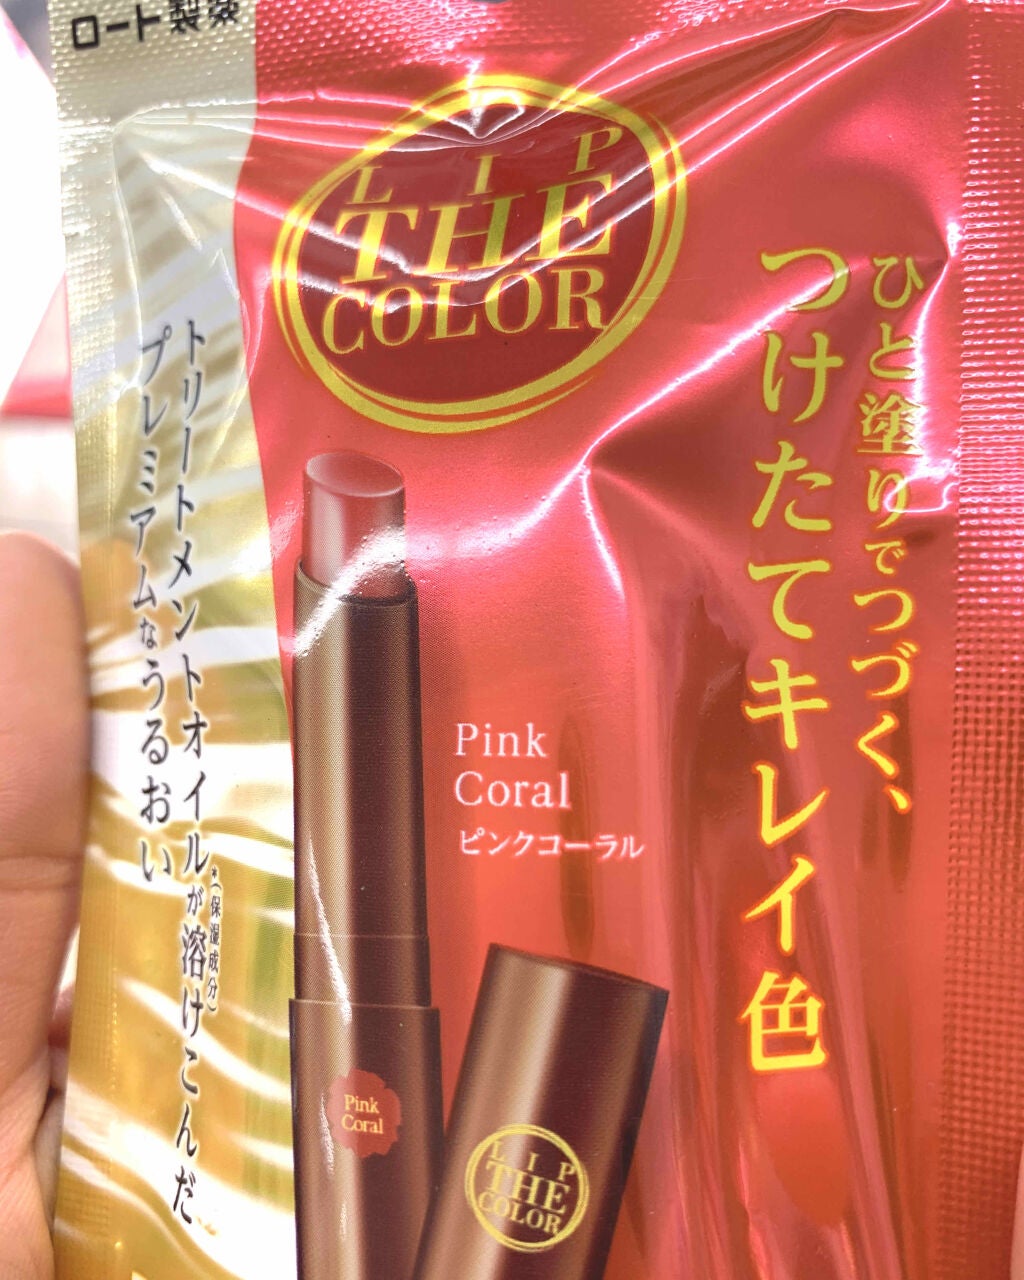 ロート製薬
LIP
THE
COLOR
ひと塗りでつづく、
つけたてキレイ色
トリートメントオイルが溶けこんだ
*(保湿成分)
プレミアムなうるおい
Pink
Coral
ピンクコーラル
Pink
Coral
LIP
THE
COLOR